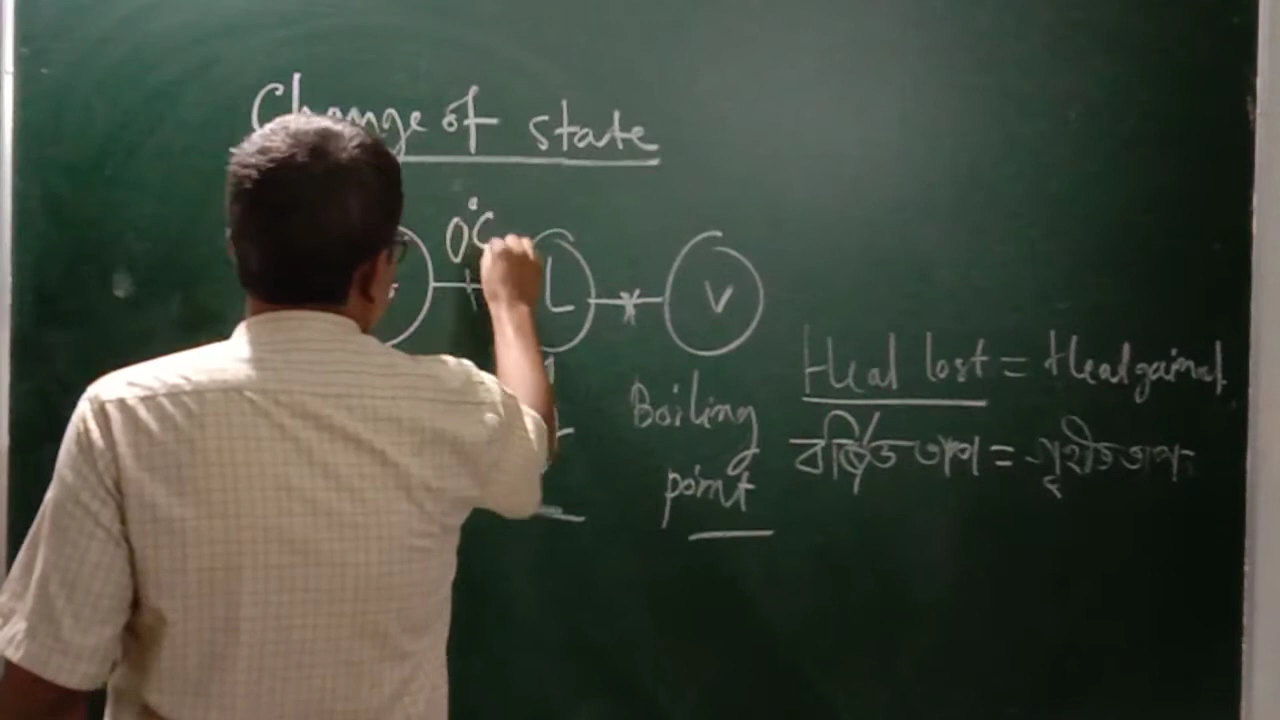 Change of state
0°C
L
V
Heat lost = Heat gained
Boiling
point
বর্জিত তাপ = গৃহীত তাপ